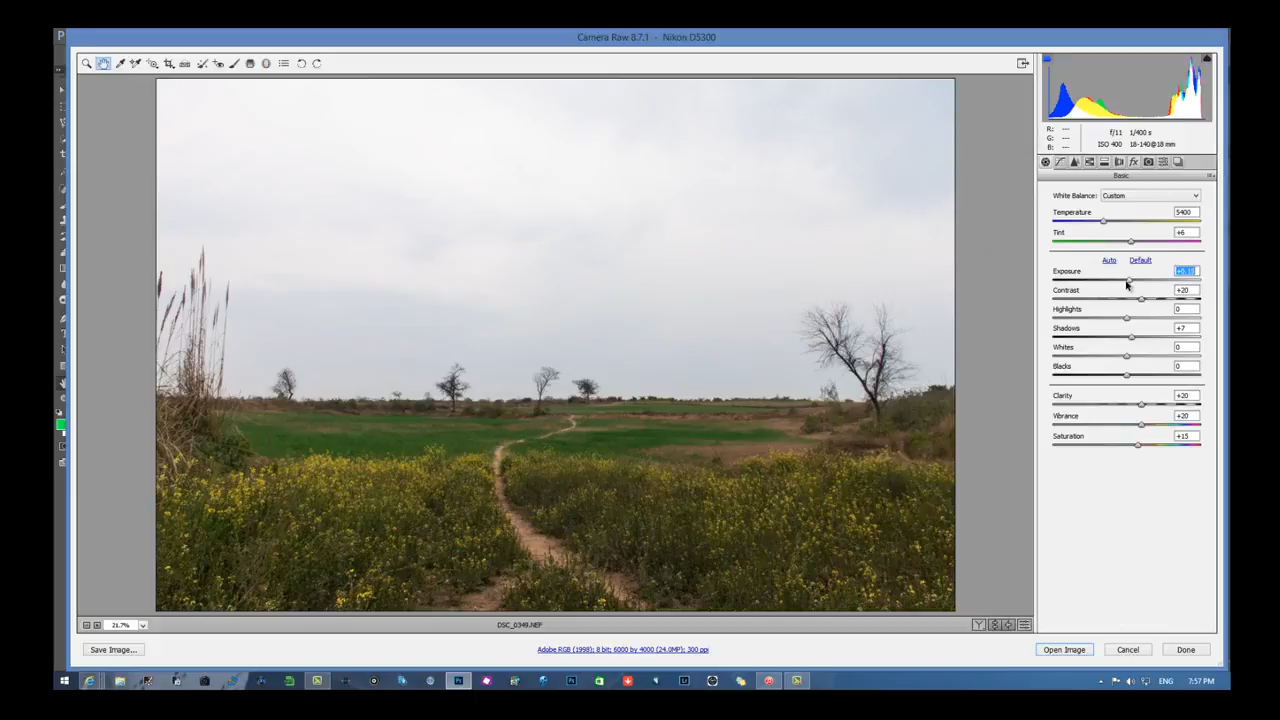 Camera Raw 8.7.1 - Nikon D5300
R: ---
G: ---
B: ---
f/11 1/400 s
ISO 400 18-140@18 mm
Basic
White Balance: Custom
Temperature 5400
Tint +6
Auto Default
Exposure
Contrast +20
Highlights 0
Shadows +7
Whites 0
Blacks 0
Clarity +20
Vibrance +20
Saturation +15
21.7%
DSC_0349.NEF
Save Image...
Adobe RGB (1998); 8 bit; 6000 by 4000 (24.0MP); 300 ppi
Open Image
Cancel
Done
ENG
7:57 PM